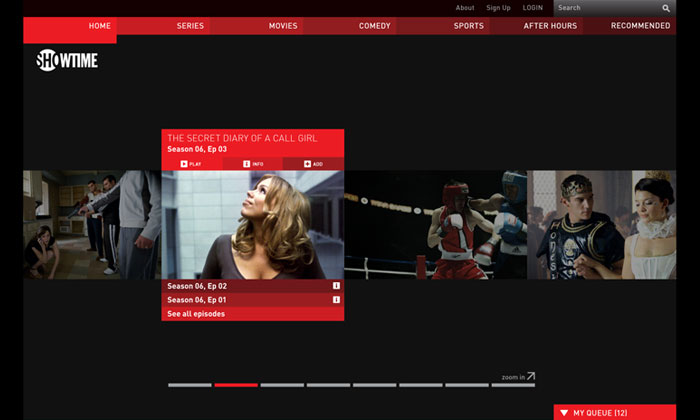 About Sign Up LOGIN Search
HOME SERIES MOVIES COMEDY SPORTS AFTER HOURS RECOMMENDED
SHOWTIME
THE SECRET DIARY OF A CALL GIRL
Season 06, Ep 03
PLAY INFO ADD
Season 06, Ep 02
Season 06, Ep 01
See all episodes
zoom in
MY QUEUE (12)